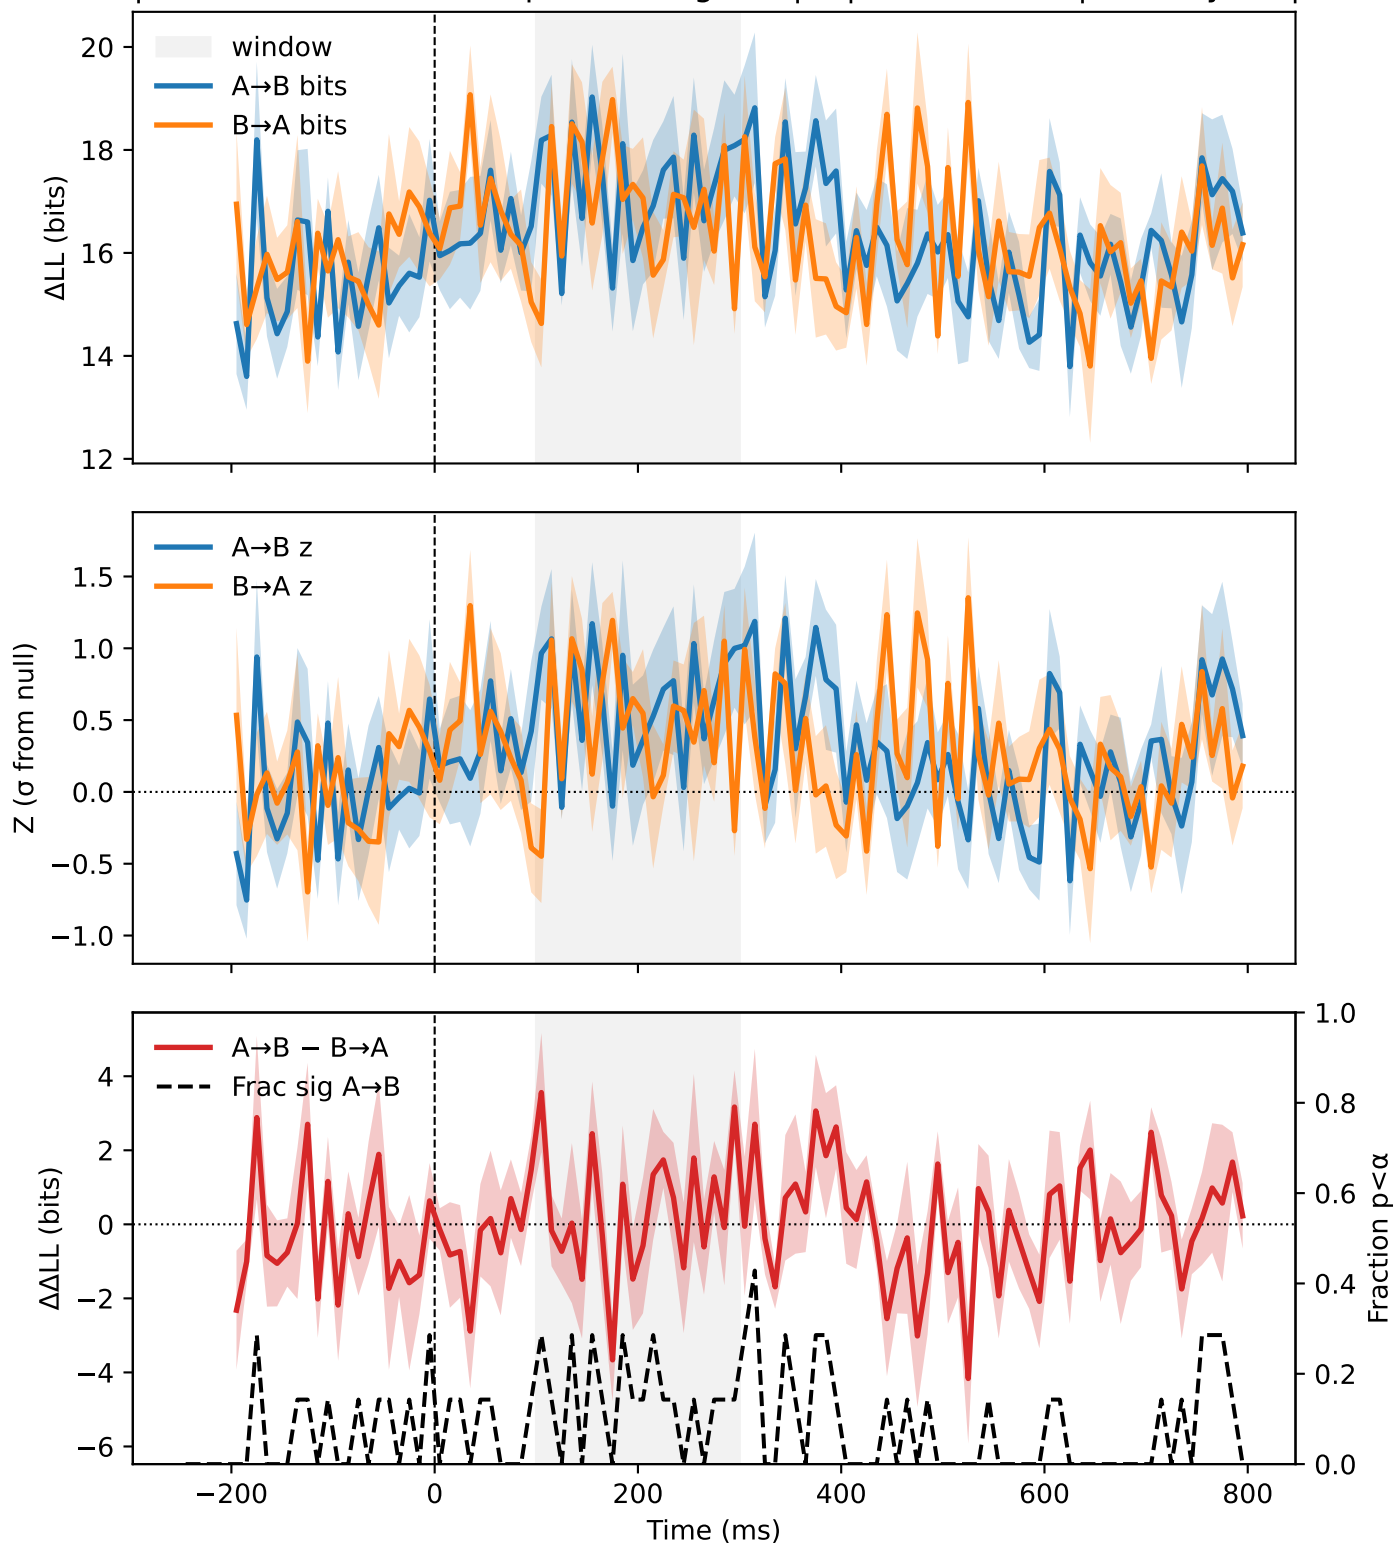 window
A→B bits
B→A bits
ΔLL (bits)
20
18
16
14
12
A→B z
B→A z
Z (σ from null)
1.5
1.0
0.5
0.0
−0.5
−1.0
A→B − B→A
Frac sig A→B
ΔΔLL (bits)
4
2
0
−2
−4
−6
1.0
0.8
0.6
0.4
0.2
0.0
Fraction p<α
−200 0 200 400 600 800
Time (ms)